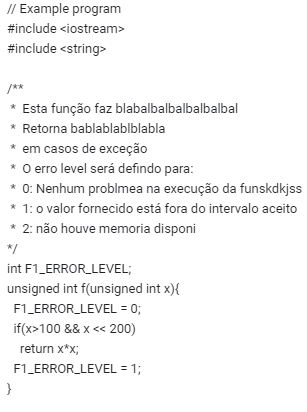 // Example program
#include <iostream>
#include <string>

/**
 * Esta função faz blabalbalbalbalbalbal
 * Retorna bablablablblabla
 * em casos de exceção
 * O erro level será defindo para:
 * 0: Nenhum problmea na execução da funskdkjss
 * 1: o valor fornecido está fora do intervalo aceito
 * 2: não houve memoria disponi
*/
int F1_ERROR_LEVEL;
unsigned int f(unsigned int x){
  F1_ERROR_LEVEL = 0;
  if(x>100 && x << 200)
    return x*x;
  F1_ERROR_LEVEL = 1;
}